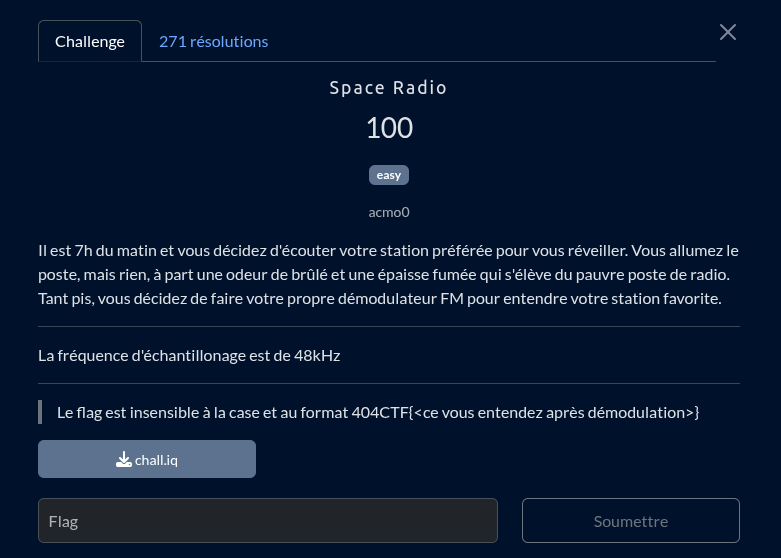 Challenge
271 résolutions
Space Radio
100
easy
acmo0
Il est 7h du matin et vous décidez d'écouter votre station préférée pour vous réveiller. Vous allumez le
poste, mais rien, à part une odeur de brûlé et une épaisse fumée qui s'élève du pauvre poste de radio.
Tant pis, vous décidez de faire votre propre démodulateur FM pour entendre votre station favorite.
La fréquence d'échantillonage est de 48kHz
Le flag est insensible à la case et au format 404CTF{<ce vous entendez après démodulation>}
chall.iq
Flag
Soumettre